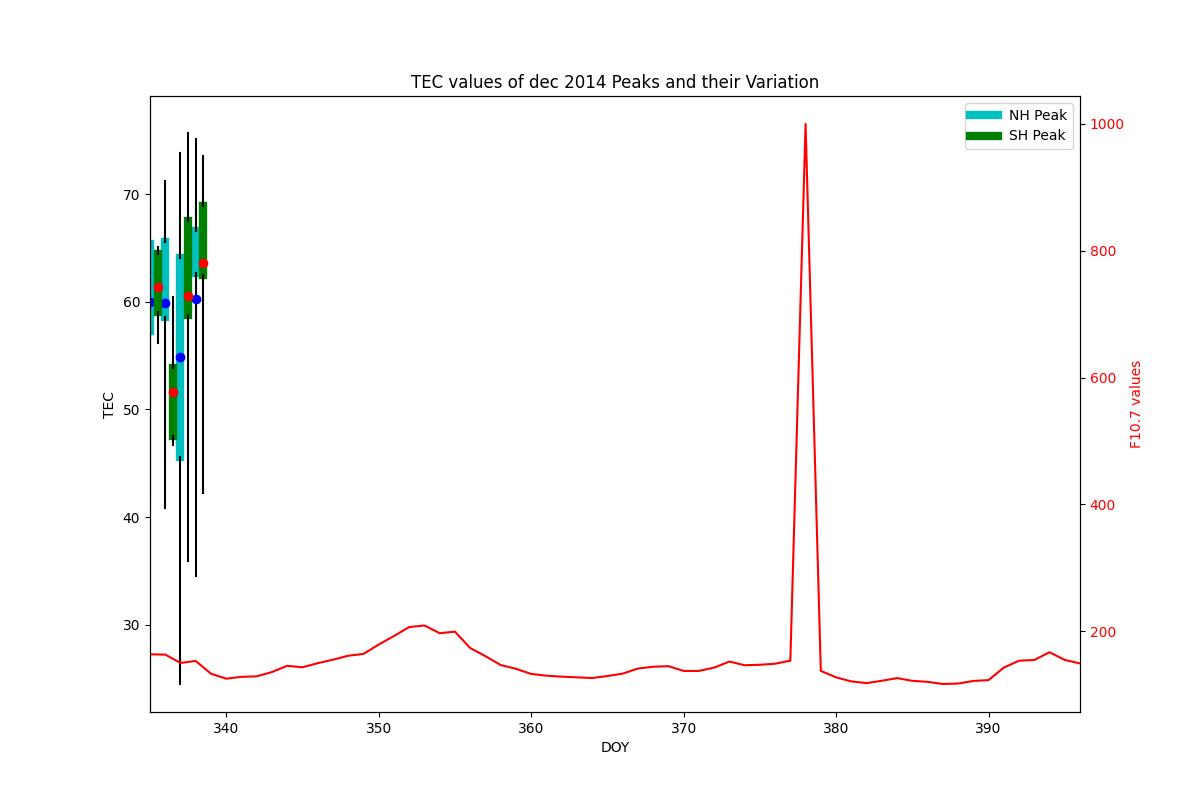 TEC values of dec 2014 Peaks and their Variation
NH Peak
SH Peak
70
60
50
40
30
TEC
1000
800
600
400
200
F10.7 values
340
350
360
370
380
390
DOY